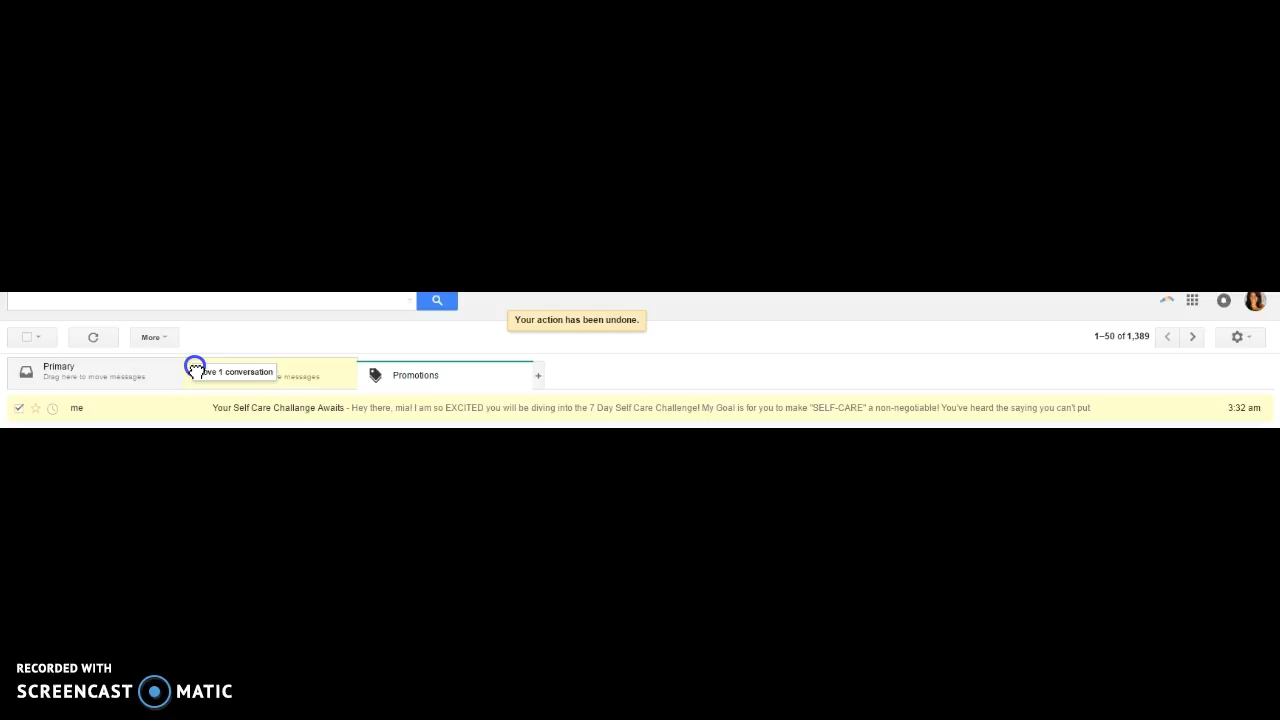 Your action has been undone.
More
1–50 of 1,389
Primary
Drag here to move messages
ove 1 conversation
e messages
Promotions
+
me
Your Self Care Challange Awaits - Hey there, mia! I am so EXCITED you will be diving into the 7 Day Self Care Challenge! My Goal is for you to make "SELF-CARE" a non-negotiable! You've heard the saying you can't put
3:32 am
RECORDED WITH
SCREENCAST MATIC